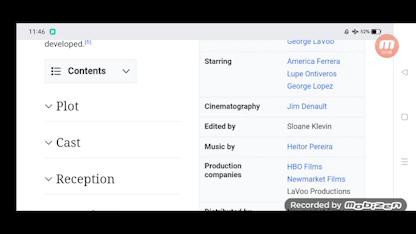 11:46
52%
developed.[6]
Contents
Plot
Cast
Reception
George LaVoo
Starring America Ferrera
Lupe Ontiveros
George Lopez
Cinematography Jim Denault
Edited by Sloane Klevin
Music by Heitor Pereira
Production HBO Films
companies Newmarket Films
LaVoo Productions
Recorded by Mobizen